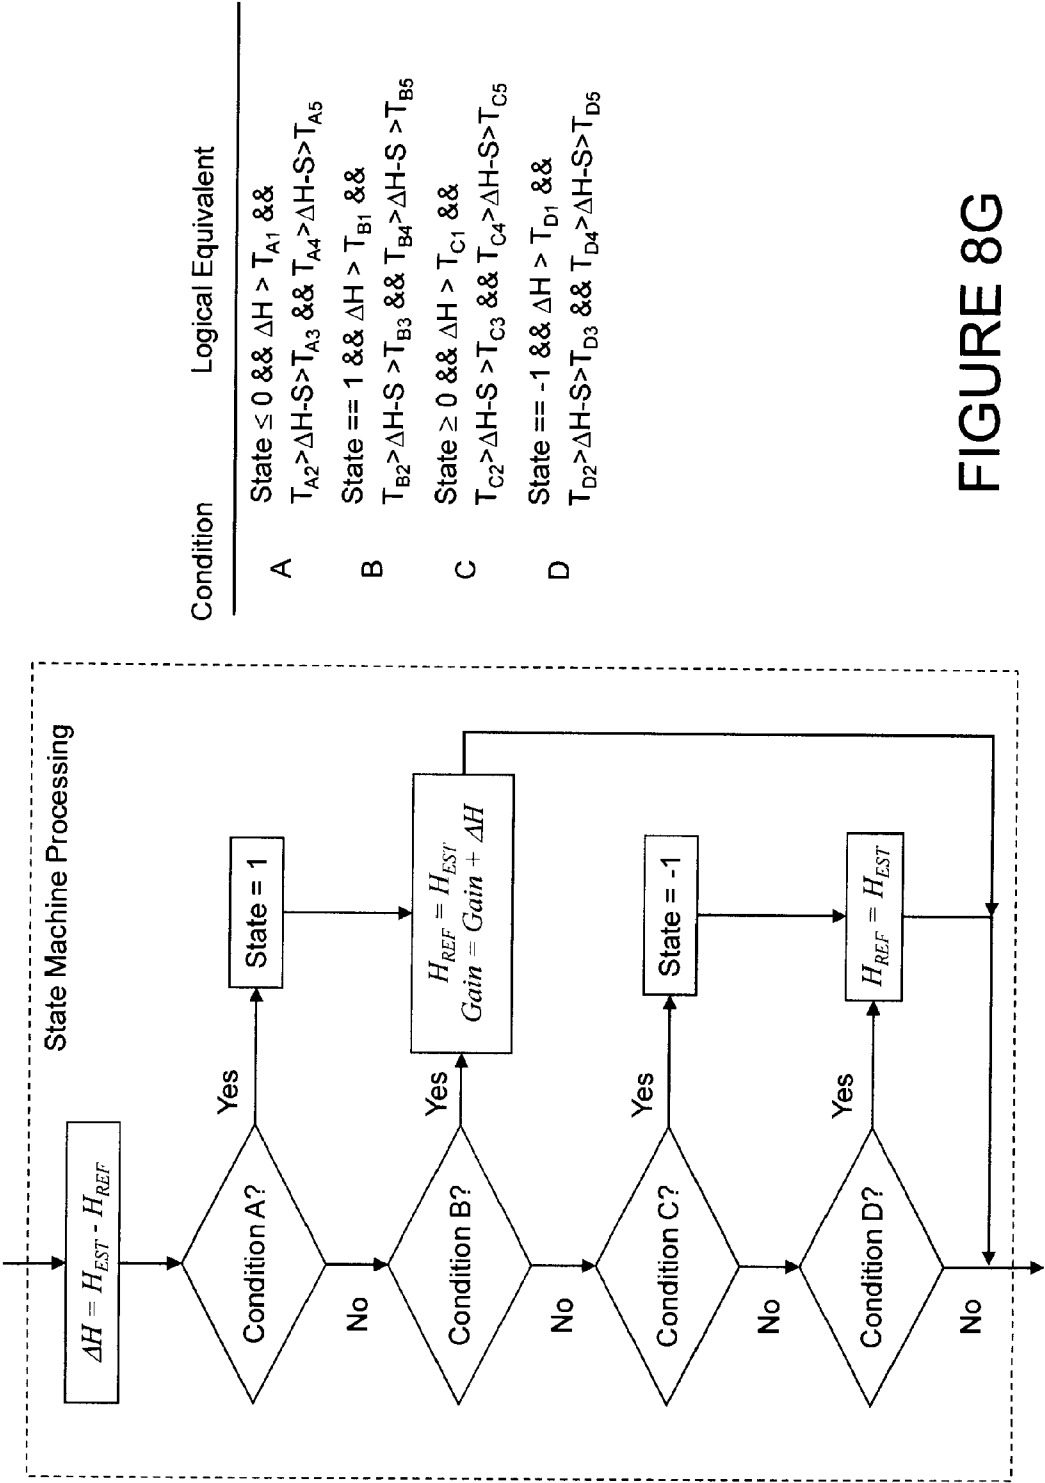 State Machine Processing
ΔH = H_EST - H_REF
Condition A?
Yes
State = 1
No
Condition B?
Yes
H_REF = H_EST
Gain = Gain + ΔH
No
Condition C?
Yes
State = -1
No
Condition D?
Yes
H_REF = H_EST
No
Condition Logical Equivalent
A State ≤ 0 && ΔH > T_A1 &&
T_A2>ΔH-S>T_A3 && T_A4>ΔH-S>T_A5
B State == 1 && ΔH > T_B1 &&
T_B2>ΔH-S >T_B3 && T_B4>ΔH-S >T_B5
C State ≥ 0 && ΔH > T_C1 &&
T_C2>ΔH-S >T_C3 && T_C4>ΔH-S>T_C5
D State == -1 && ΔH > T_D1 &&
T_D2>ΔH-S>T_D3 && T_D4>ΔH-S>T_D5
FIGURE 8G